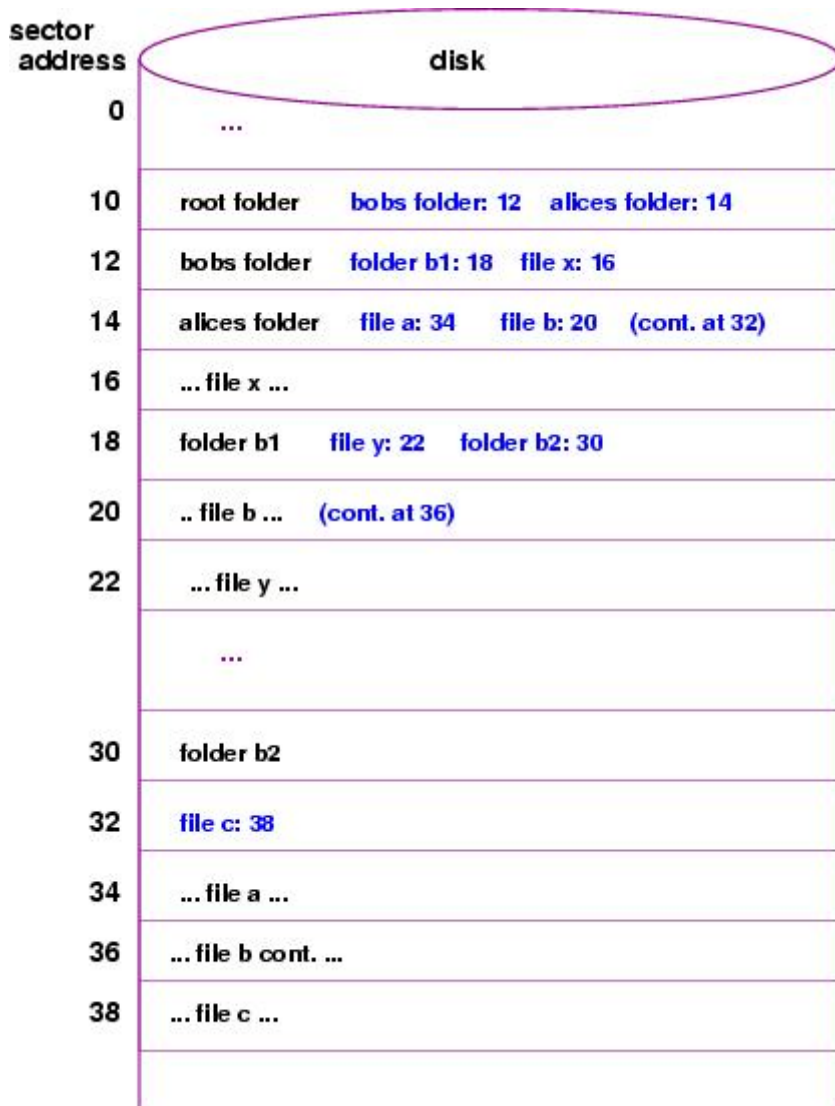 sector
address
disk
0
...
10 root folder bobs folder: 12 alices folder: 14
12 bobs folder folder b1: 18 file x: 16
14 alices folder file a: 34 file b: 20 (cont. at 32)
16 ... file x ...
18 folder b1 file y: 22 folder b2: 30
20 .. file b ... (cont. at 36)
22 ... file y ...
...
30 folder b2
32 file c: 38
34 ... file a ...
36 ... file b cont. ...
38 ... file c ...